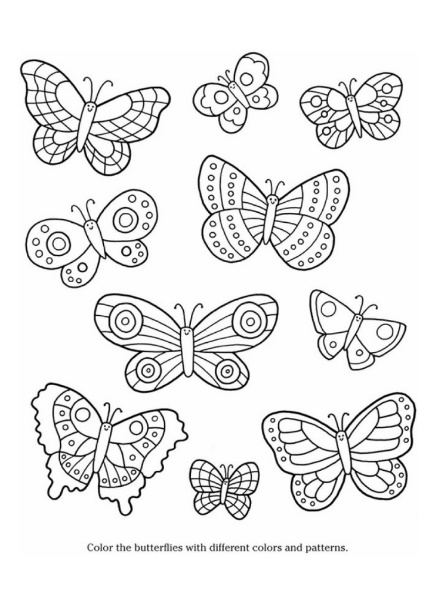 Color the butterflies with different colors and patterns.